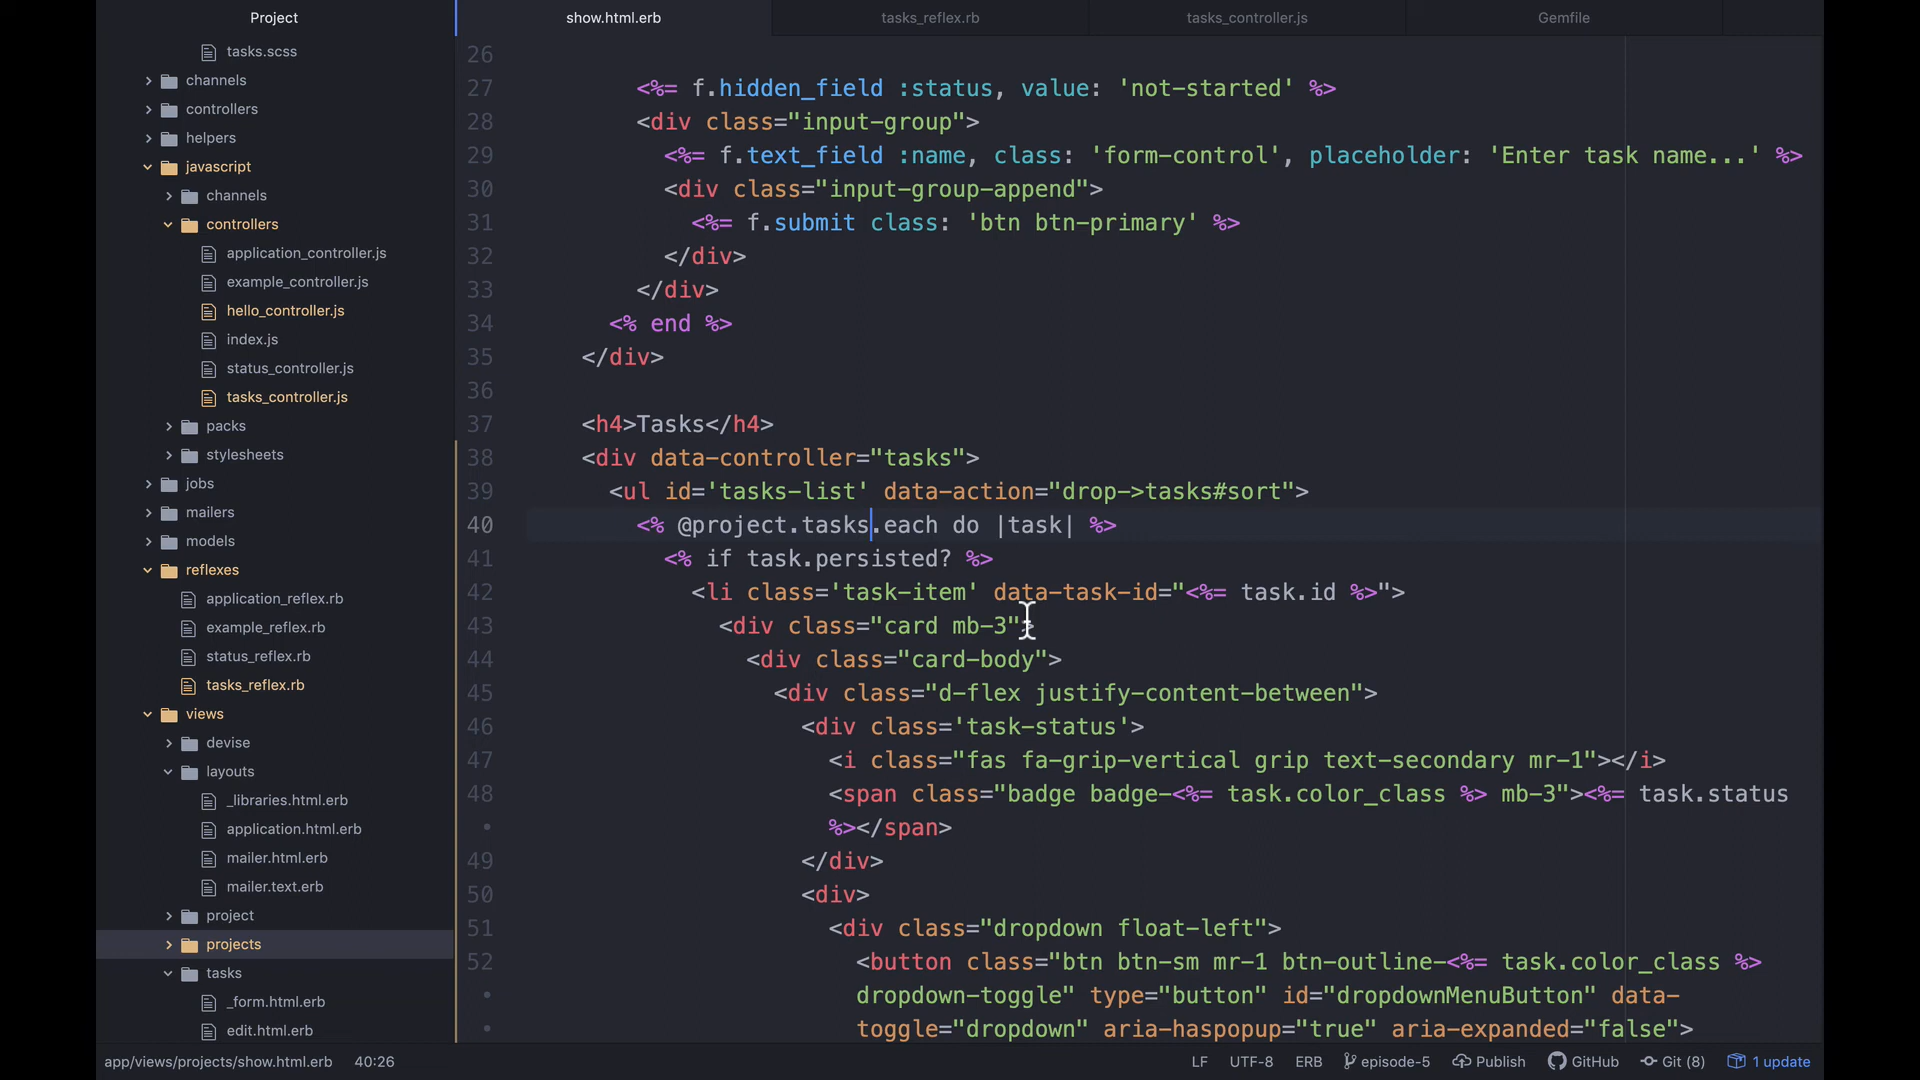 Project
show.html.erb
tasks_reflex.rb
tasks_controller.js
Gemfile
tasks.scss
channels
controllers
helpers
javascript
channels
controllers
application_controller.js
example_controller.js
hello_controller.js
index.js
status_controller.js
tasks_controller.js
packs
stylesheets
jobs
mailers
models
reflexes
application_reflex.rb
example_reflex.rb
status_reflex.rb
tasks_reflex.rb
views
devise
layouts
_libraries.html.erb
application.html.erb
mailer.html.erb
mailer.text.erb
project
projects
tasks
_form.html.erb
edit.html.erb
26
27 <%= f.hidden_field :status, value: 'not-started' %>
28 <div class="input-group">
29 <%= f.text_field :name, class: 'form-control', placeholder: 'Enter task name...' %>
30 <div class="input-group-append">
31 <%= f.submit class: 'btn btn-primary' %>
32 </div>
33 </div>
34 <% end %>
35 </div>
36
37 <h4>Tasks</h4>
38 <div data-controller="tasks">
39 <ul id='tasks-list' data-action="drop->tasks#sort">
40 <% @project.tasks.each do |task| %>
41 <% if task.persisted? %>
42 <li class='task-item' data-task-id="<%= task.id %>">
43 <div class="card mb-3">
44 <div class="card-body">
45 <div class="d-flex justify-content-between">
46 <div class='task-status'>
47 <i class="fas fa-grip-vertical grip text-secondary mr-1"></i>
48 <span class="badge badge-<%= task.color_class %> mb-3"><%= task.status
• %></span>
49 </div>
50 <div>
51 <div class="dropdown float-left">
52 <button class="btn btn-sm mr-1 btn-outline-<%= task.color_class %>
• dropdown-toggle" type="button" id="dropdownMenuButton" data-
• toggle="dropdown" aria-haspopup="true" aria-expanded="false">
app/views/projects/show.html.erb 40:26
LF UTF-8 ERB episode-5 Publish GitHub Git (8) 1 update